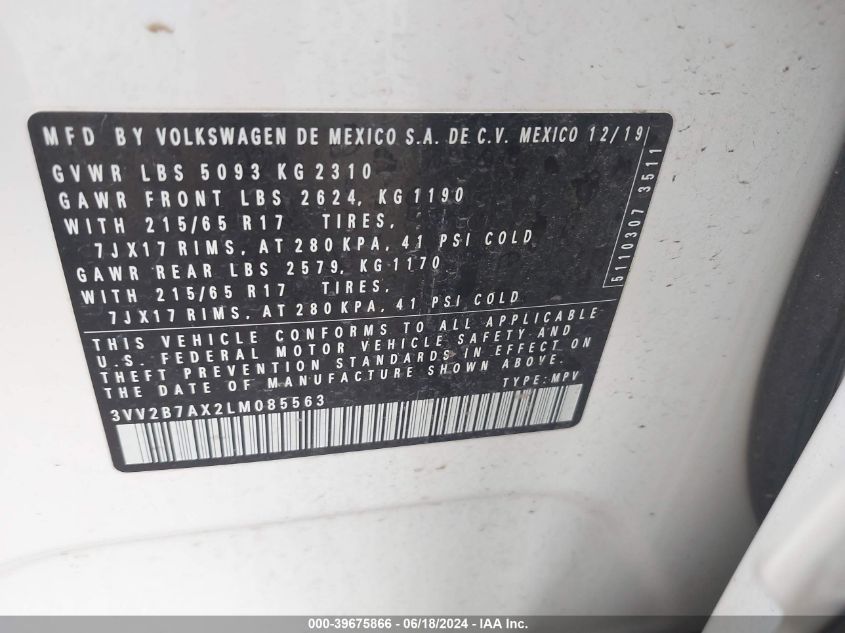 MFD BY VOLKSWAGEN DE MEXICO S.A. DE C.V. MEXICO 12/19
GVWR LBS 5093 KG 2310
GAWR FRONT LBS 2624, KG 1190
WITH 215/65 R17 TIRES,
7JX17 RIMS, AT 280 KPA, 41 PSI COLD
GAWR REAR LBS 2579, KG 1170
WITH 215/65 R17 TIRES,
7JX17 RIMS, AT 280 KPA, 41 PSI COLD
5110307 3511
THIS VEHICLE CONFORMS TO ALL APPLICABLE
U.S. FEDERAL MOTOR VEHICLE SAFETY-AND
THEFT PREVENTION STANDARDS IN EFFECT ON
THE DATE OF MANUFACTURE SHOWN ABOVE.
3VV2B7AX2LM085563 TYPE: MPV
000-39675866 - 06/18/2024 - IAA Inc.